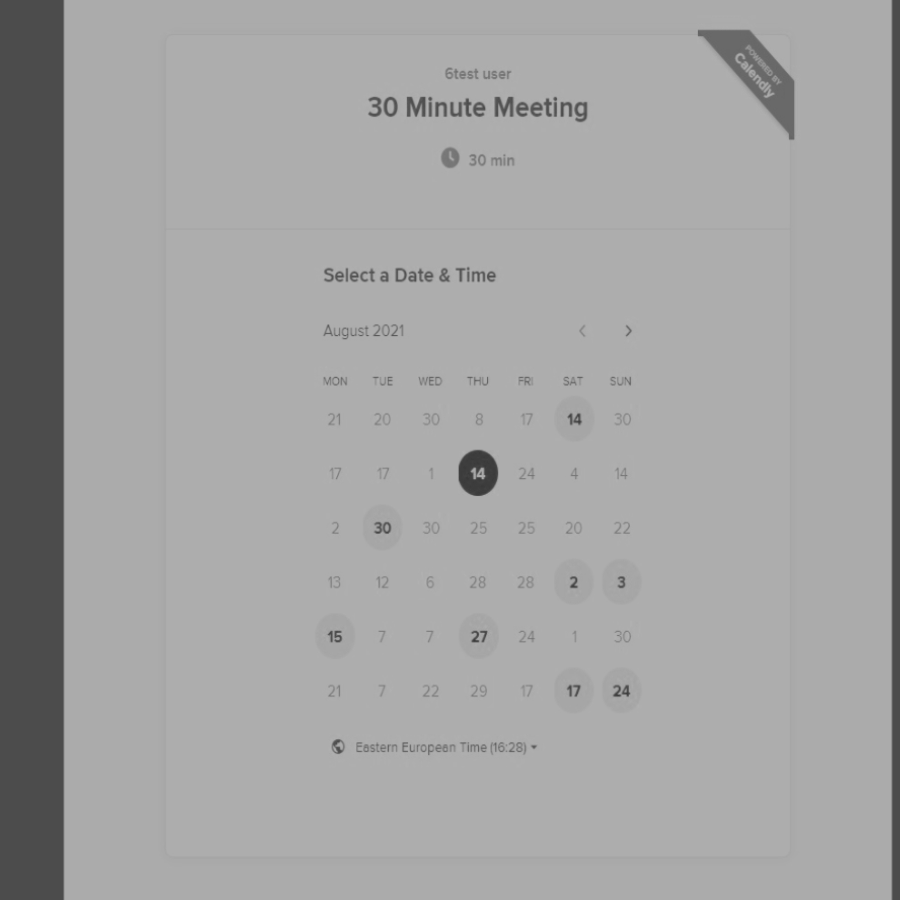 POWERED BY
Calendly
6test user
30 Minute Meeting
30 min
Select a Date & Time
August 2021
MON TUE WED THU FRI SAT SUN
21 20 30 8 17 14 30
17 17 1 14 24 4 14
2 30 30 25 25 20 22
13 12 6 28 28 2 3
15 7 7 27 24 1 30
21 7 22 29 17 17 24
Eastern European Time (16:28)